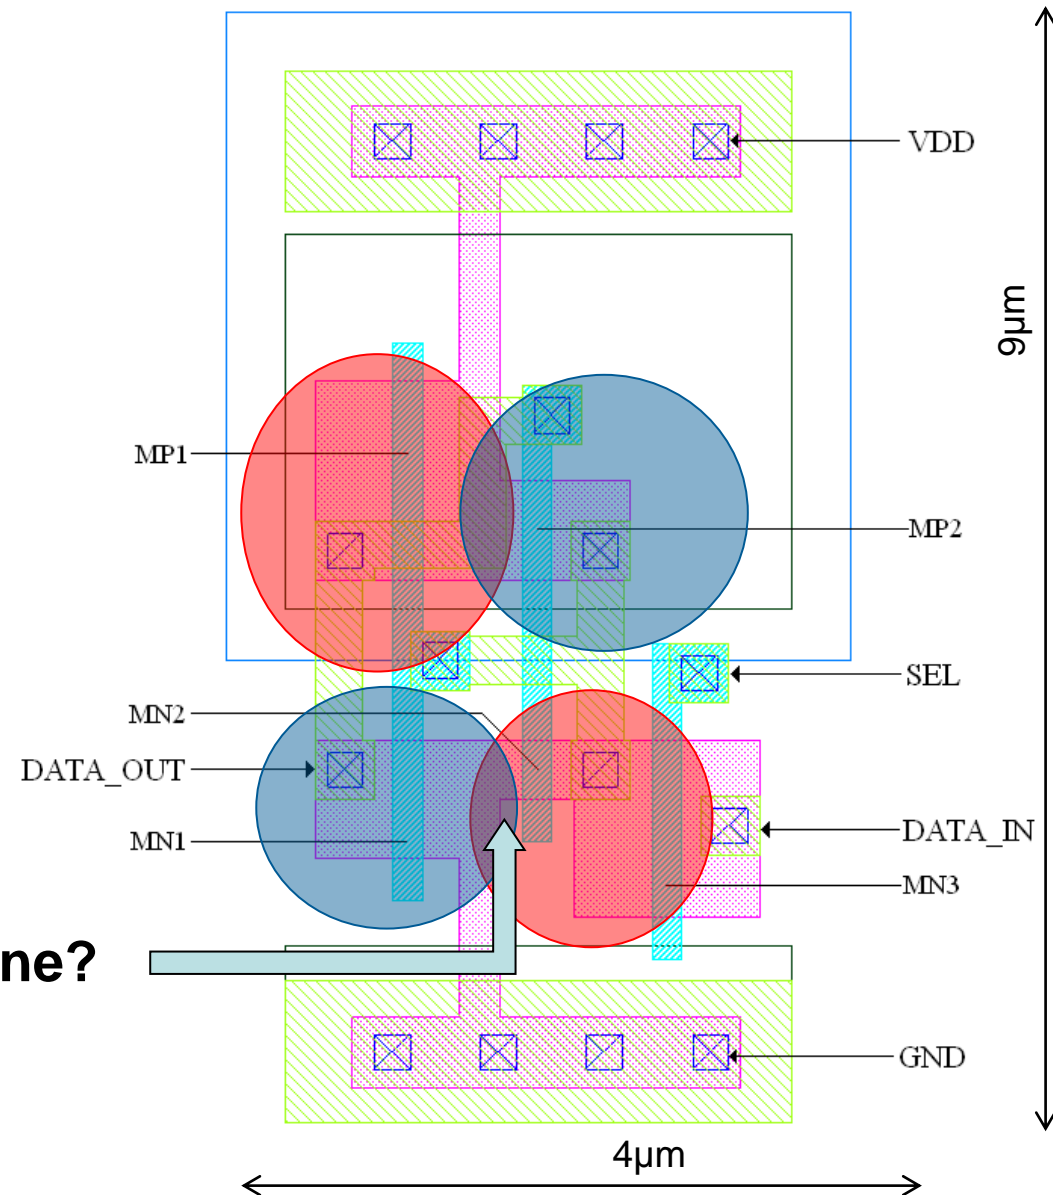 VDD
9µm
MP1
MP2
SEL
MN2
DATA_OUT
DATA_IN
MN1
MN3
ne?
GND
4µm